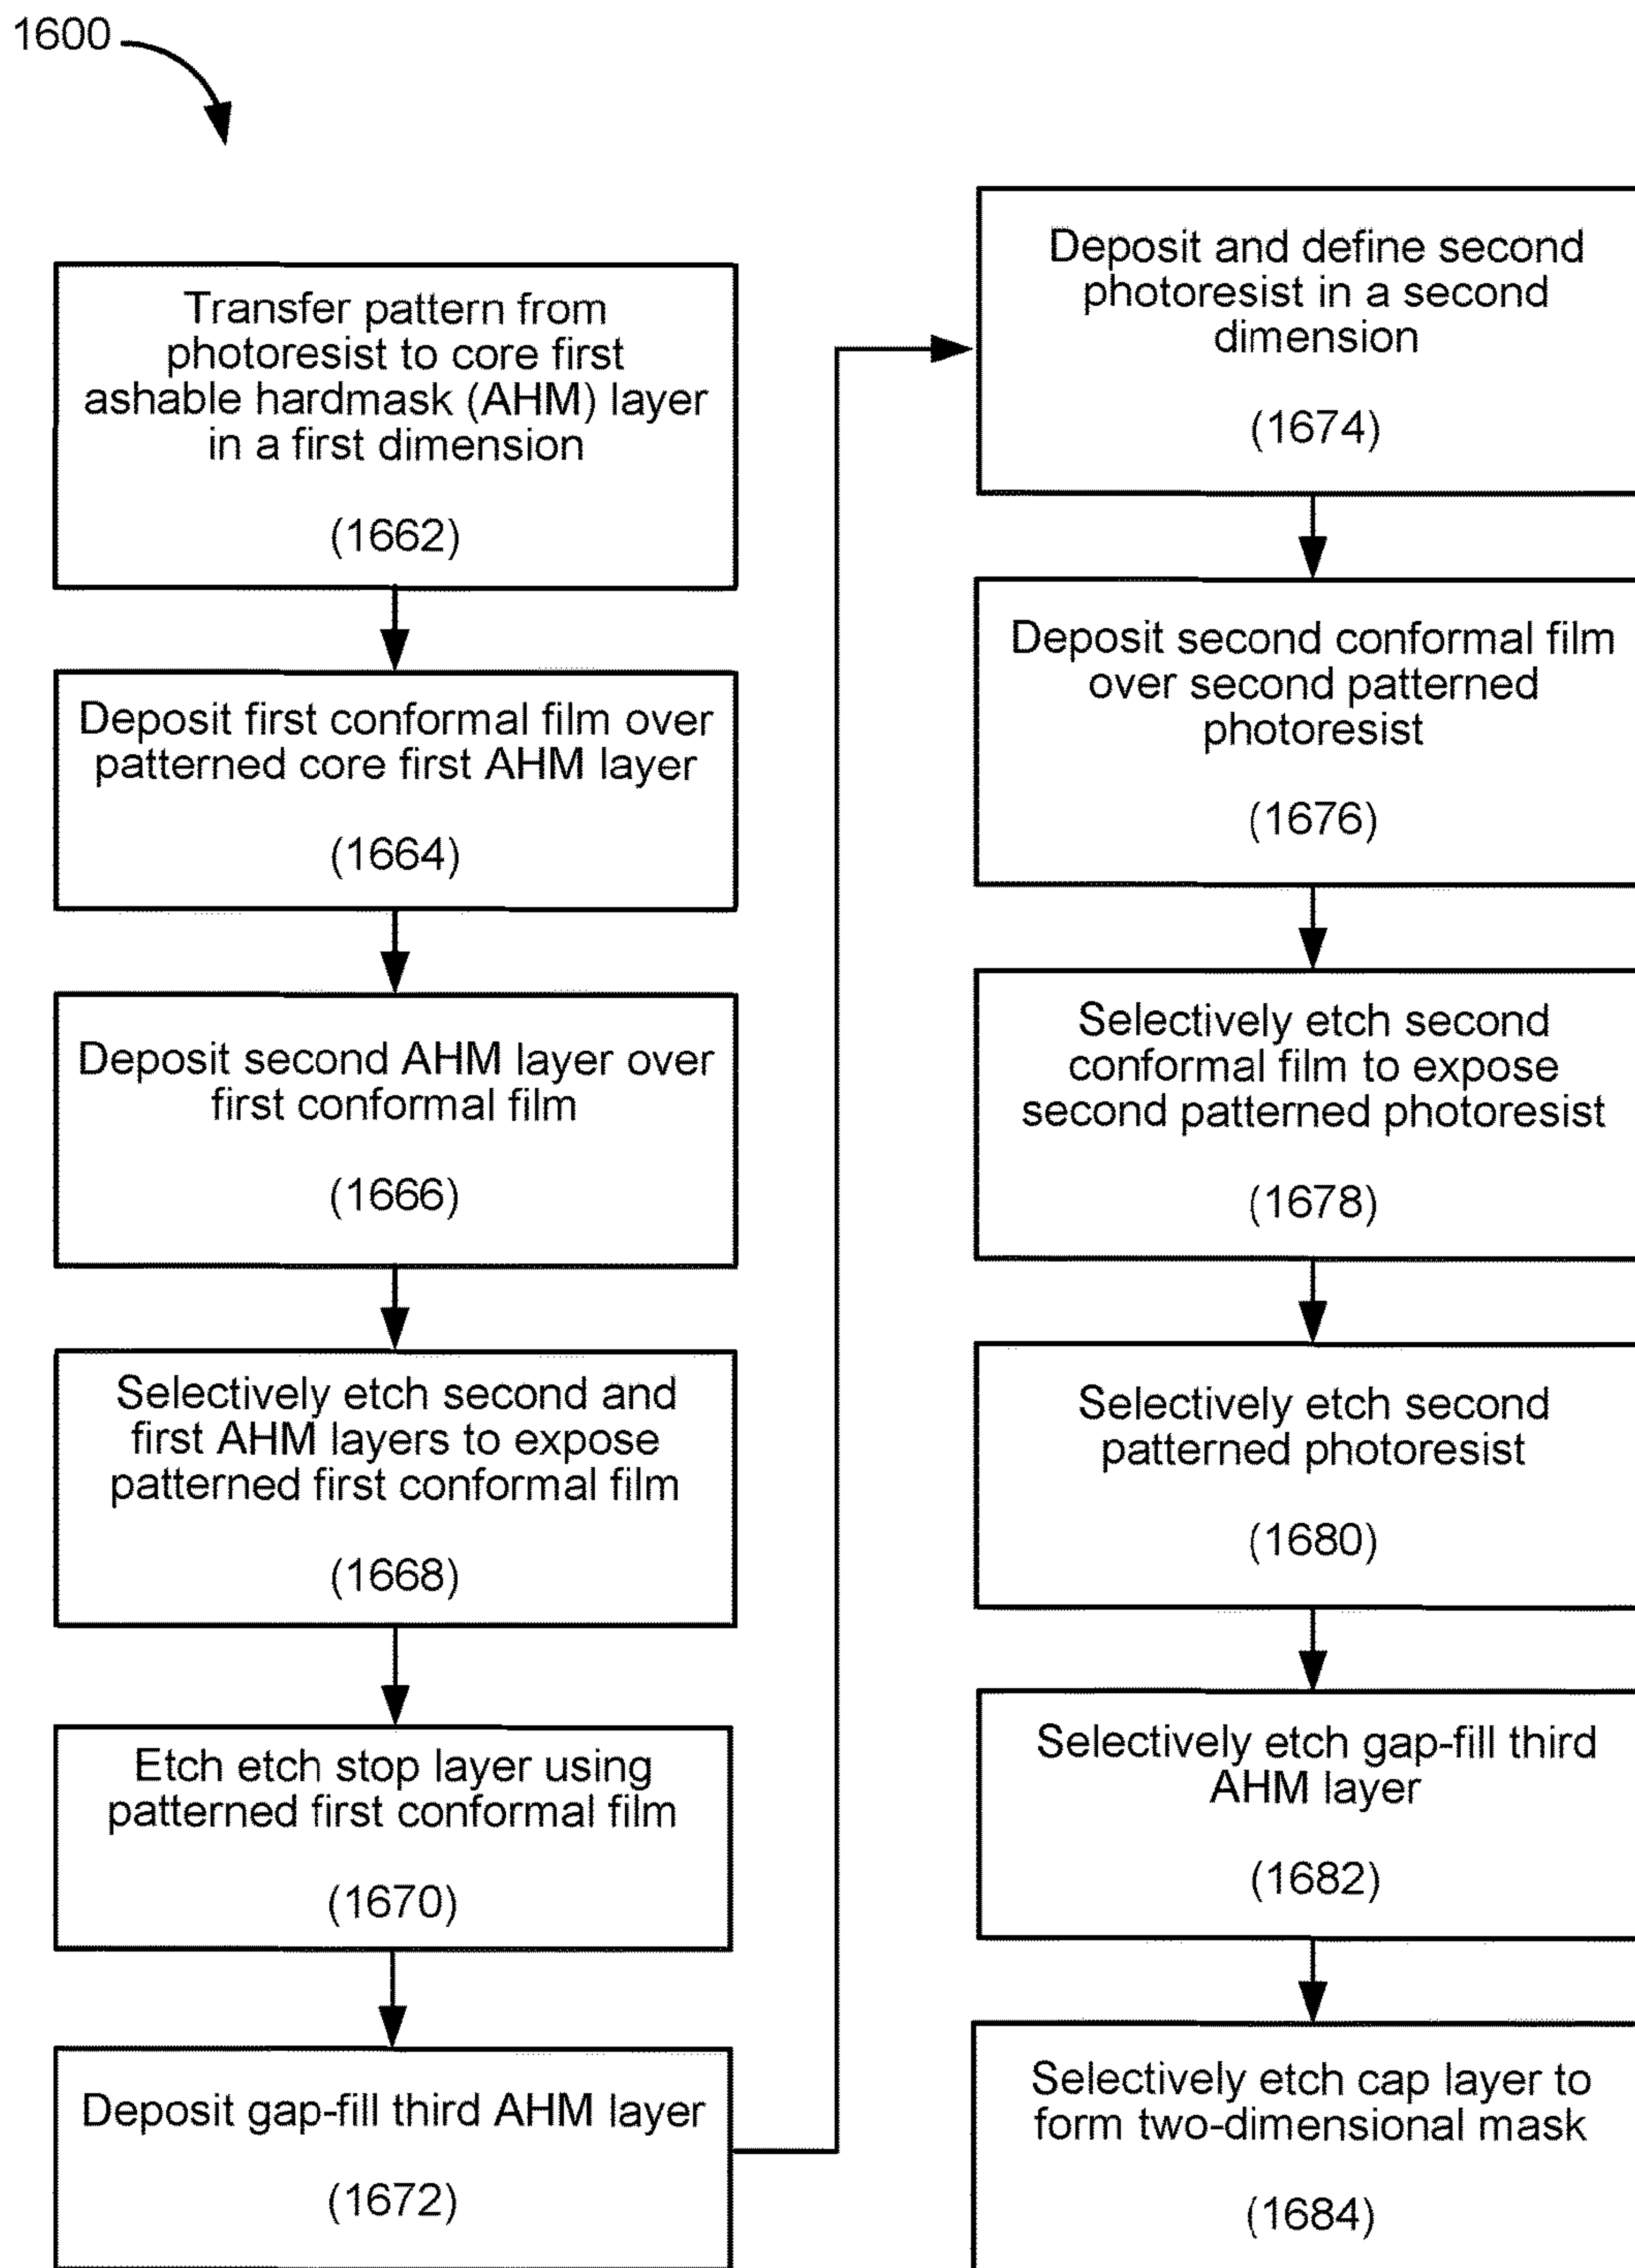 1600
Transfer pattern from
photoresist to core first
ashable hardmask (AHM) layer
in a first dimension
(1662)
Deposit first conformal film over
patterned core first AHM layer
(1664)
Deposit second AHM layer over
first conformal film
(1666)
Selectively etch second and
first AHM layers to expose
patterned first conformal film
(1668)
Etch etch stop layer using
patterned first conformal film
(1670)
Deposit gap-fill third AHM layer
(1672)
Deposit and define second
photoresist in a second
dimension
(1674)
Deposit second conformal film
over second patterned
photoresist
(1676)
Selectively etch second
conformal film to expose
second patterned photoresist
(1678)
Selectively etch second
patterned photoresist
(1680)
Selectively etch gap-fill third
AHM layer
(1682)
Selectively etch cap layer to
form two-dimensional mask
(1684)